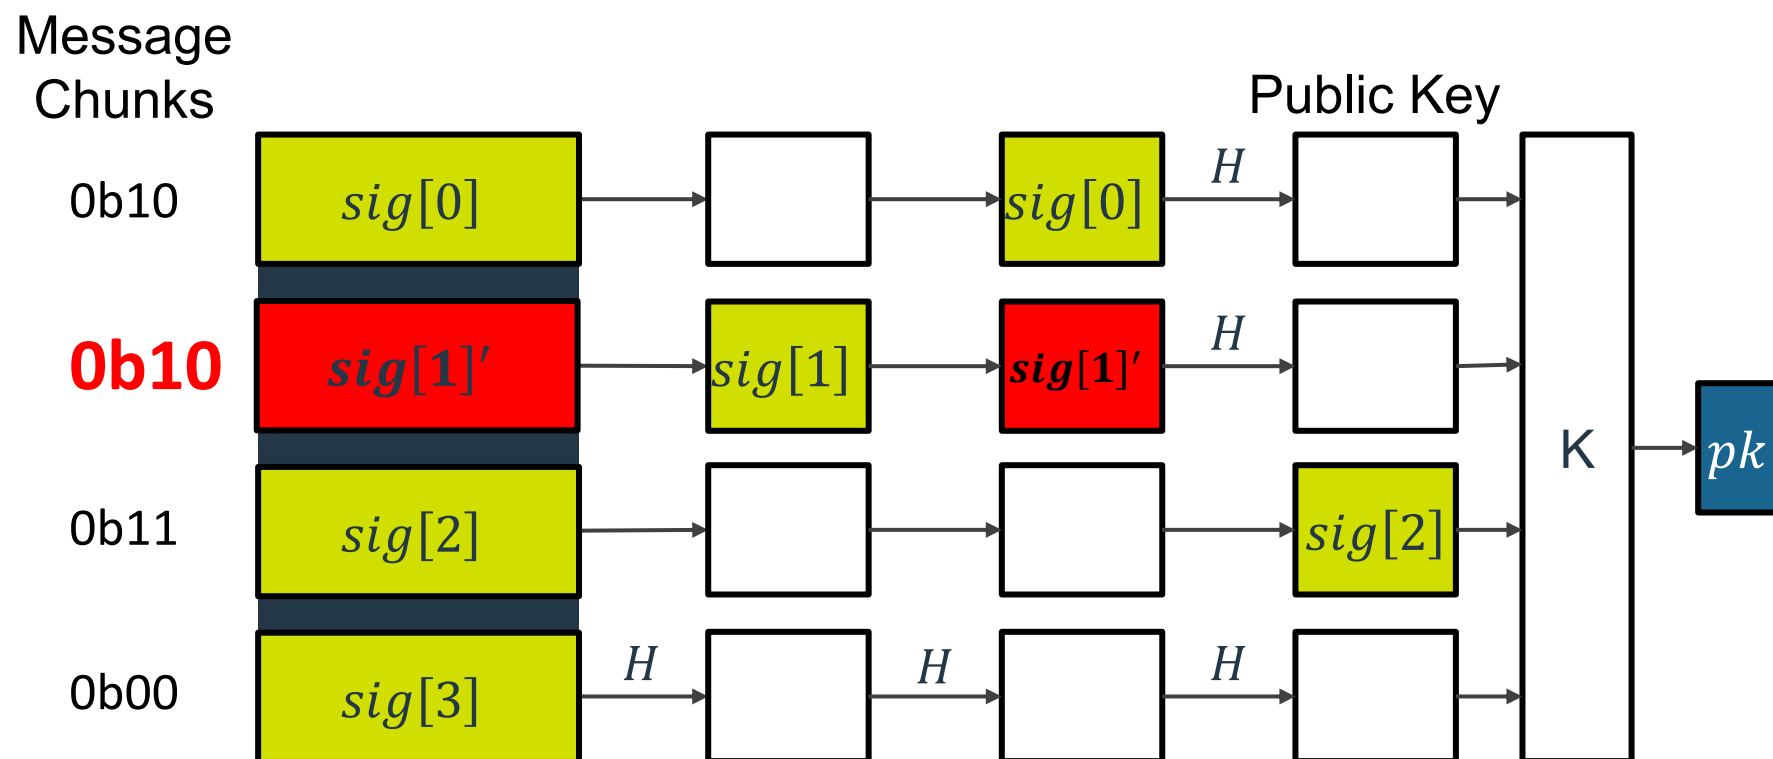 Message
Chunks
Public Key
0b10
sig[0]
sig[0]
H
0b10
sig[1]′
sig[1]
sig[1]′
H
K
pk
0b11
sig[2]
sig[2]
0b00
sig[3]
H
H
H